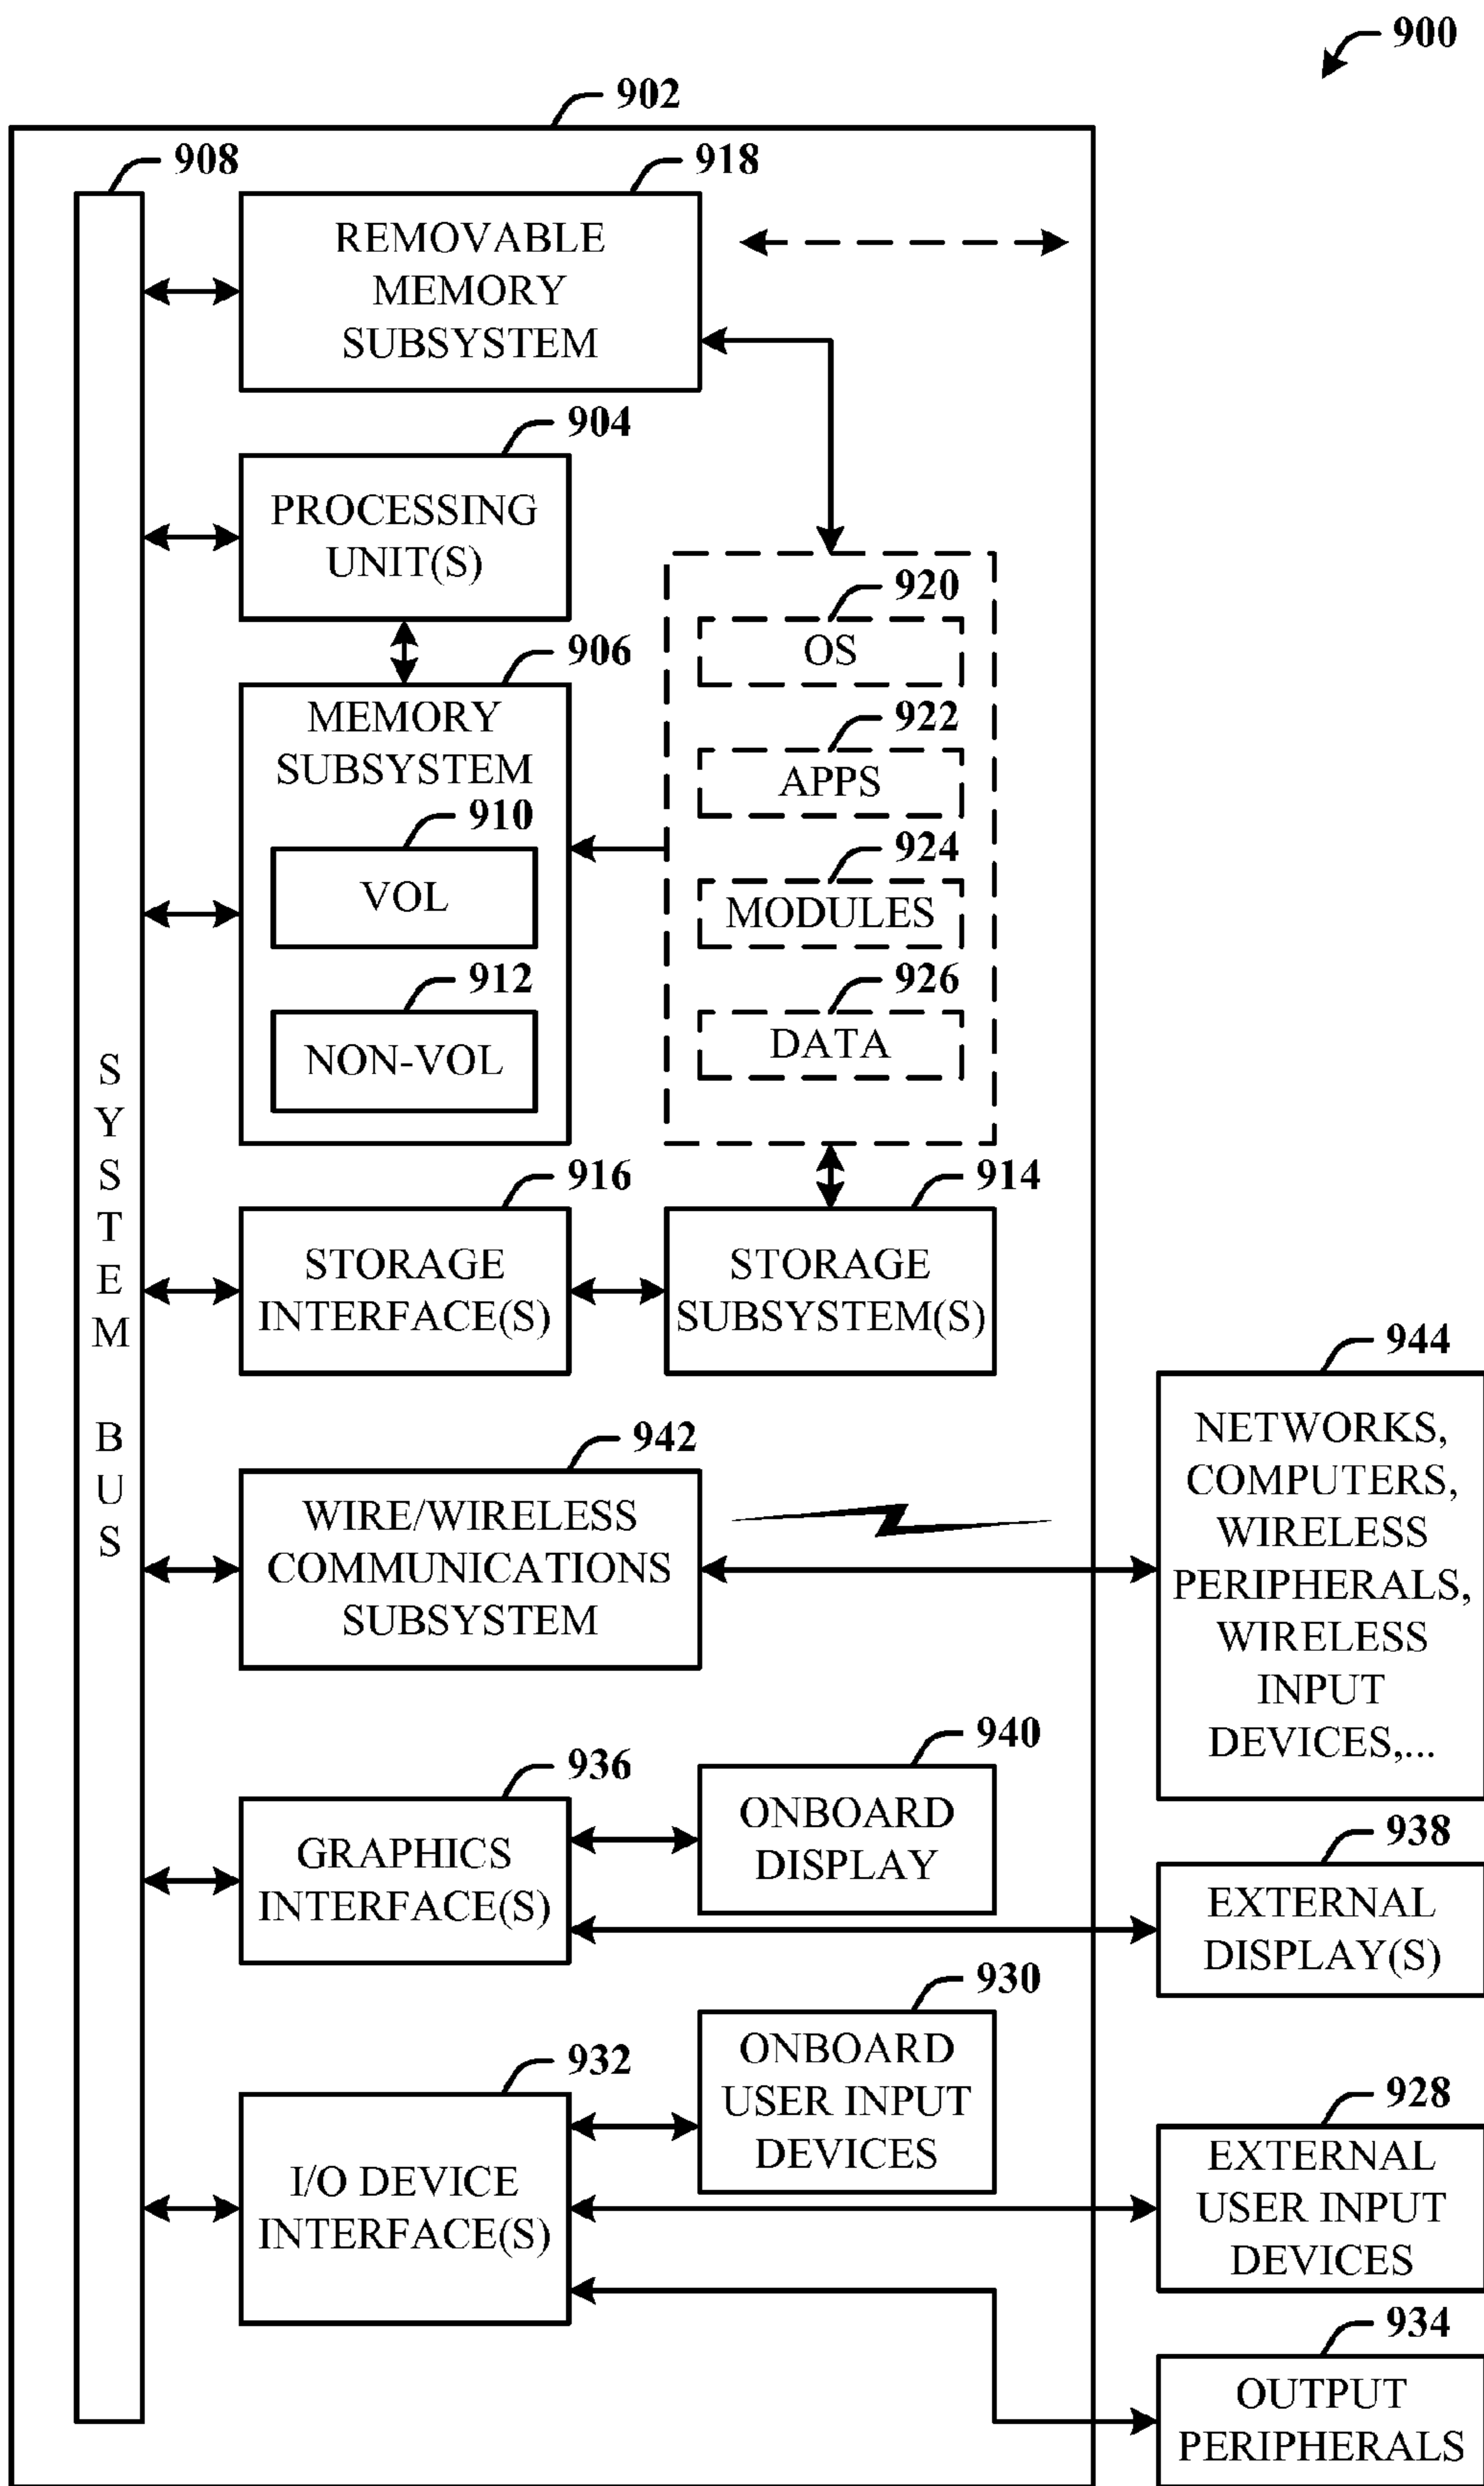 900
902
908
918
REMOVABLE
MEMORY
SUBSYSTEM
904
PROCESSING
UNIT(S)
906
MEMORY
SUBSYSTEM
910
VOL
912
NON-VOL
920
OS
922
APPS
924
MODULES
926
DATA
SYSTEM BUS
916
STORAGE
INTERFACE(S)
914
STORAGE
SUBSYSTEM(S)
942
WIRE/WIRELESS
COMMUNICATIONS
SUBSYSTEM
944
NETWORKS,
COMPUTERS,
WIRELESS
PERIPHERALS,
WIRELESS
INPUT
DEVICES,...
936
GRAPHICS
INTERFACE(S)
940
ONBOARD
DISPLAY
938
EXTERNAL
DISPLAY(S)
932
I/O DEVICE
INTERFACE(S)
930
ONBOARD
USER INPUT
DEVICES
928
EXTERNAL
USER INPUT
DEVICES
934
OUTPUT
PERIPHERALS